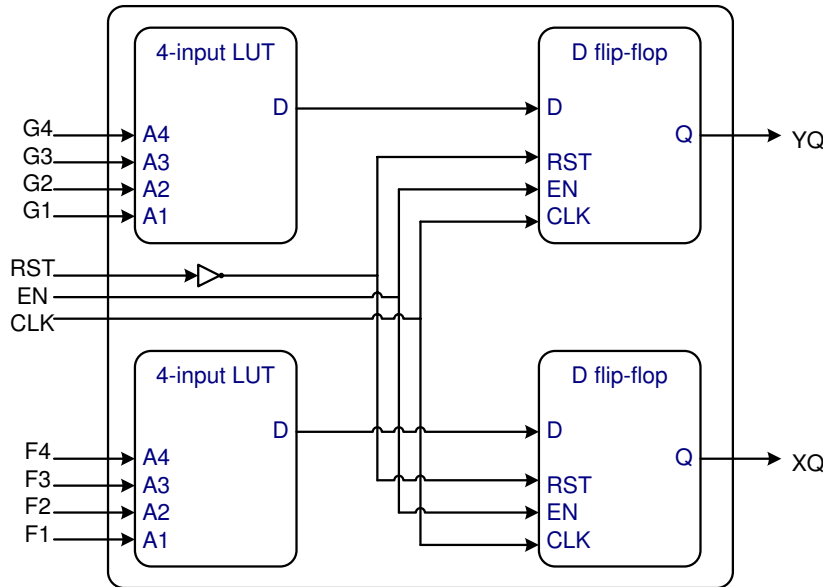 4-input LUT
D
A4
A3
A2
A1
G4
G3
G2
G1
D flip-flop
D
RST
EN
CLK
Q
YQ
RST
EN
CLK
4-input LUT
D
A4
A3
A2
A1
F4
F3
F2
F1
D flip-flop
D
RST
EN
CLK
Q
XQ